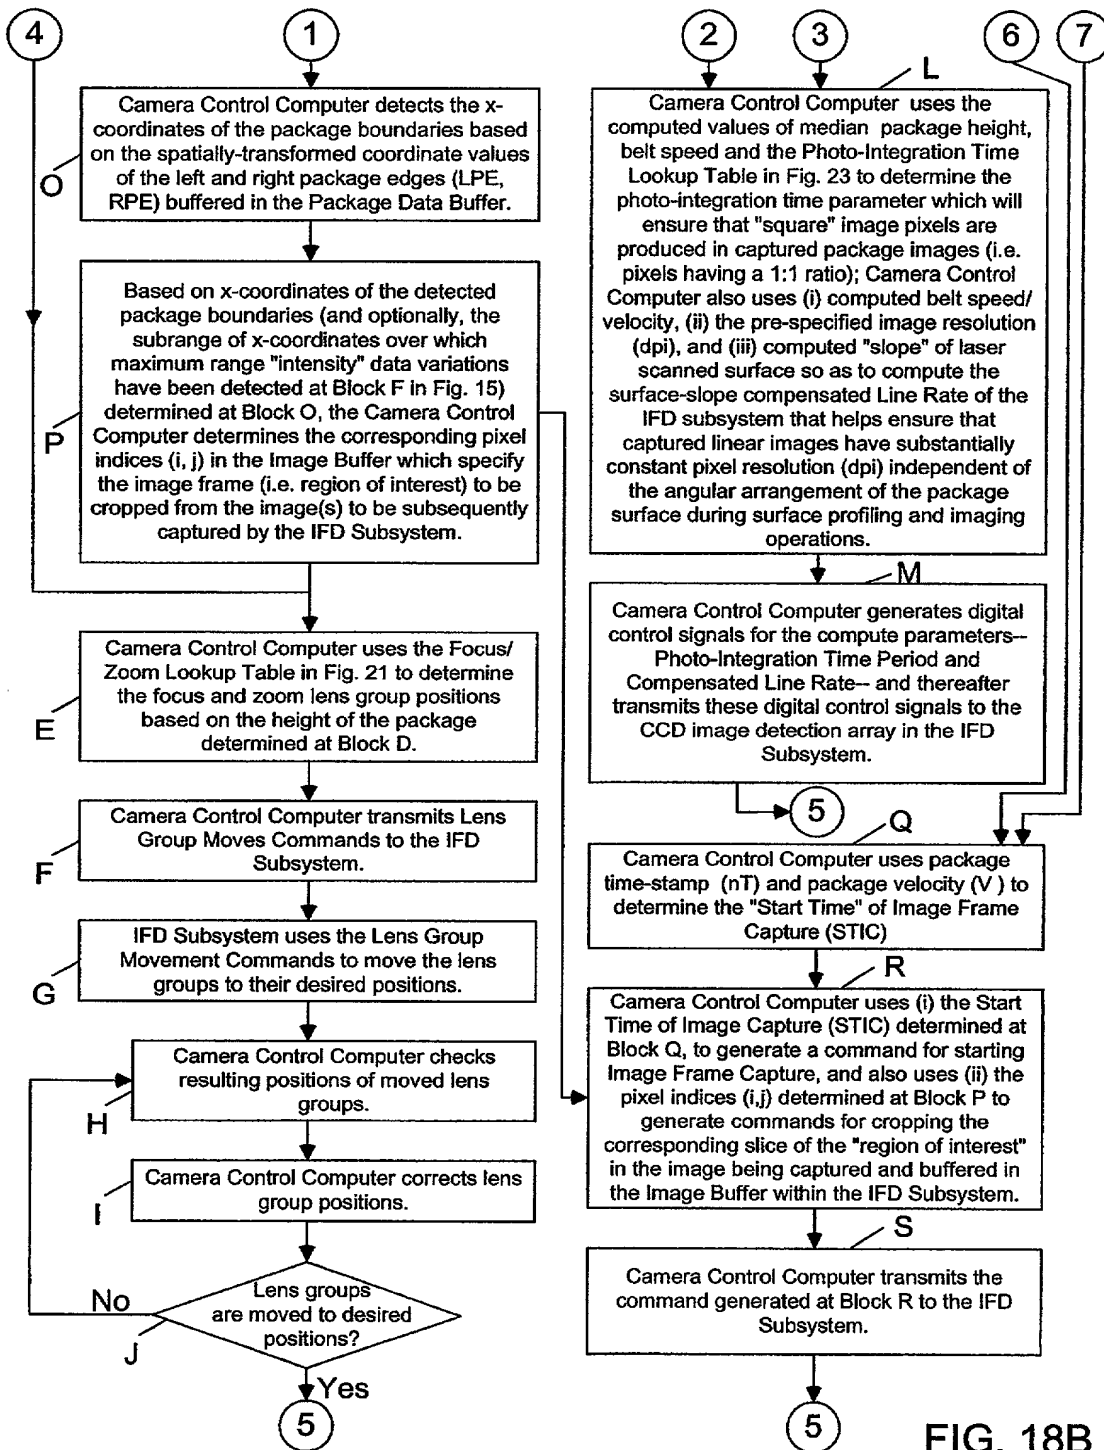 4
1
2
3
6
7
Camera Control Computer detects the x-
coordinates of the package boundaries based
on the spatially-transformed coordinate values
of the left and right package edges (LPE,
RPE) buffered in the Package Data Buffer.
O
Based on x-coordinates of the detected
package boundaries (and optionally, the
subrange of x-coordinates over which
maximum range "intensity" data variations
have been detected at Block F in Fig. 15)
determined at Block O, the Camera Control
Computer determines the corresponding pixel
indices (i, j) in the Image Buffer which specify
the image frame (i.e. region of interest) to be
cropped from the image(s) to be subsequently
captured by the IFD Subsystem.
P
Camera Control Computer uses the Focus/
Zoom Lookup Table in Fig. 21 to determine
the focus and zoom lens group positions
based on the height of the package
determined at Block D.
E
Camera Control Computer transmits Lens
Group Moves Commands to the IFD
Subsystem.
F
IFD Subsystem uses the Lens Group
Movement Commands to move the lens
groups to their desired positions.
G
Camera Control Computer checks
resulting positions of moved lens
groups.
H
Camera Control Computer corrects lens
group positions.
I
Lens groups
are moved to desired
positions?
No
J
Yes
5
L
Camera Control Computer uses the
computed values of median package height,
belt speed and the Photo-Integration Time
Lookup Table in Fig. 23 to determine the
photo-integration time parameter which will
ensure that "square" image pixels are
produced in captured package images (i.e.
pixels having a 1:1 ratio); Camera Control
Computer also uses (i) computed belt speed/
velocity, (ii) the pre-specified image resolution
(dpi), and (iii) computed "slope" of laser
scanned surface so as to compute the
surface-slope compensated Line Rate of the
IFD subsystem that helps ensure that
captured linear images have substantially
constant pixel resolution (dpi) independent of
the angular arrangement of the package
surface during surface profiling and imaging
operations.
M
Camera Control Computer generates digital
control signals for the compute parameters--
Photo-Integration Time Period and
Compensated Line Rate-- and thereafter
transmits these digital control signals to the
CCD image detection array in the IFD
Subsystem.
5
Q
Camera Control Computer uses package
time-stamp (nT) and package velocity (V ) to
determine the "Start Time" of Image Frame
Capture (STIC)
R
Camera Control Computer uses (i) the Start
Time of Image Capture (STIC) determined at
Block Q, to generate a command for starting
Image Frame Capture, and also uses (ii) the
pixel indices (i,j) determined at Block P to
generate commands for cropping the
corresponding slice of the "region of interest"
in the image being captured and buffered in
the Image Buffer within the IFD Subsystem.
S
Camera Control Computer transmits the
command generated at Block R to the IFD
Subsystem.
5
FIG. 18B